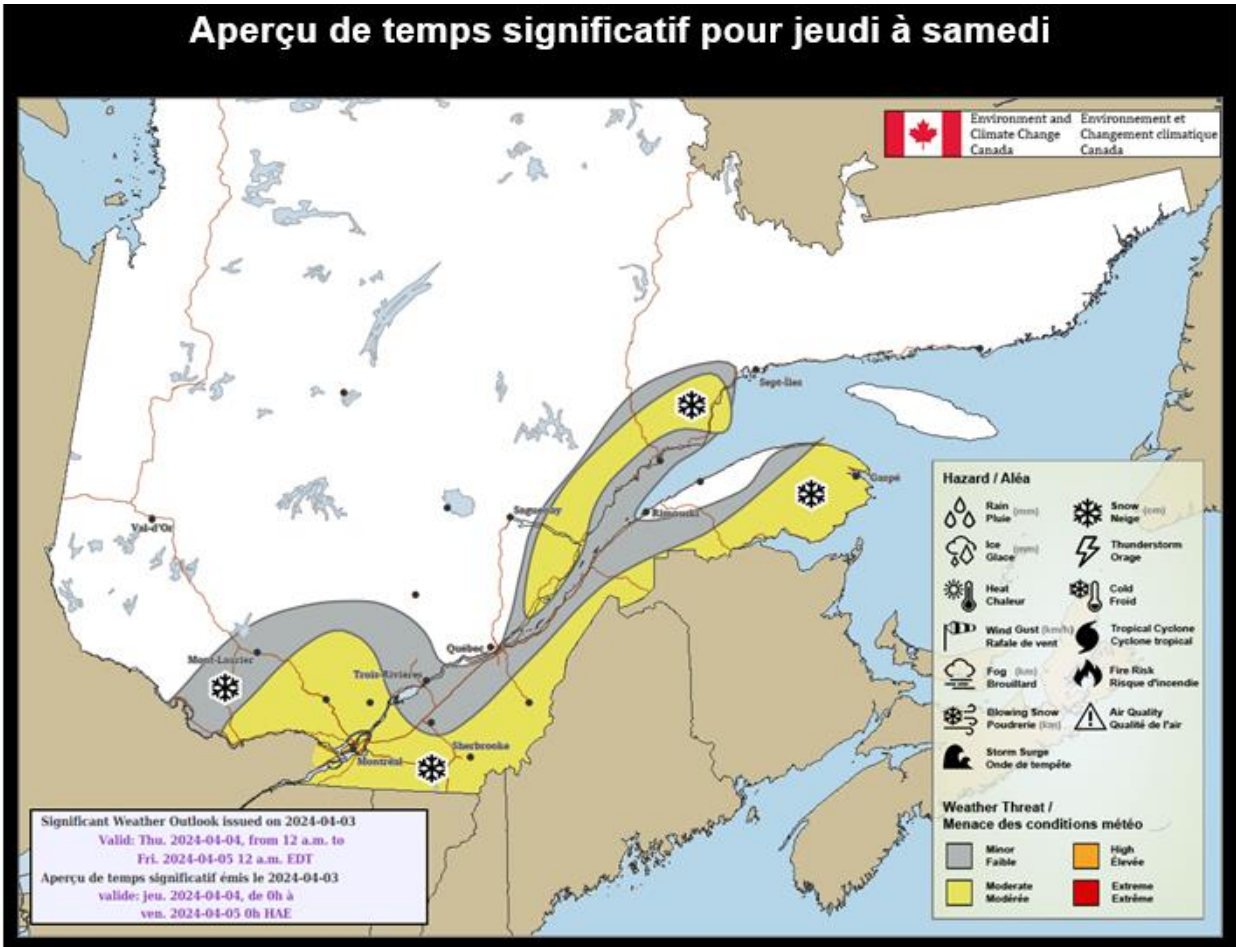 Aperçu de temps significatif pour jeudi à samedi
Environment and
Climate Change
Canada
Environnement et
Changement climatique
Canada
Sept-Iles
Gaspé
Saguenay
Rimouski
Val-d'Or
Québec
Mont-Laurier
Trois-Rivières
Sherbrooke
Montréal
Hazard / Aléa
Rain (mm)
Pluie
Snow (cm)
Neige
Ice (mm)
Glace
Thunderstorm
Orage
Heat
Chaleur
Cold
Froid
Wind Gust (km/h)
Rafale de vent
Tropical Cyclone
Cyclone tropical
Fog (km)
Brouillard
Fire Risk
Risque d'incendie
Blowing Snow
Poudrerie (km)
Air Quality
Qualité de l'air
Storm Surge
Onde de tempête
Weather Threat /
Menace des conditions météo
Minor
Faible
High
Élevée
Moderate
Modérée
Extreme
Extrême
Significant Weather Outlook issued on 2024-04-03
Valid: Thu. 2024-04-04, from 12 a.m. to
Fri. 2024-04-05 12 a.m. EDT
Aperçu de temps significatif émis le 2024-04-03
valide: jeu. 2024-04-04, de 0h à
ven. 2024-04-05 0h HAE